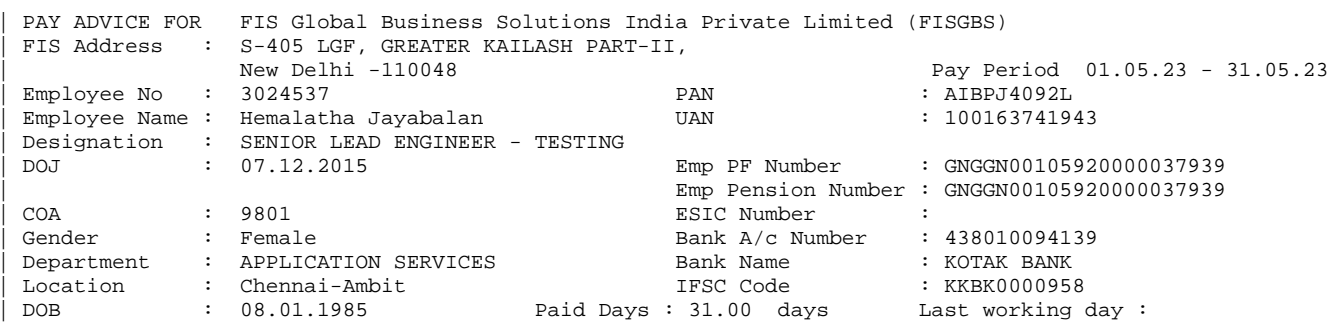 PAY ADVICE FOR FIS Global Business Solutions India Private Limited (FISGBS)
FIS Address : S-405 LGF, GREATER KAILASH PART-II,
New Delhi -110048 Pay Period 01.05.23 - 31.05.23
Employee No : 3024537 PAN : AIBPJ4092L
Employee Name : Hemalatha Jayabalan UAN : 100163741943
Designation : SENIOR LEAD ENGINEER - TESTING
DOJ : 07.12.2015 Emp PF Number : GNGGN00105920000037939
Emp Pension Number : GNGGN00105920000037939
COA : 9801 ESIC Number :
Gender : Female Bank A/c Number : 438010094139
Department : APPLICATION SERVICES Bank Name : KOTAK BANK
Location : Chennai-Ambit IFSC Code : KKBK0000958
DOB : 08.01.1985 Paid Days : 31.00 days Last working day :